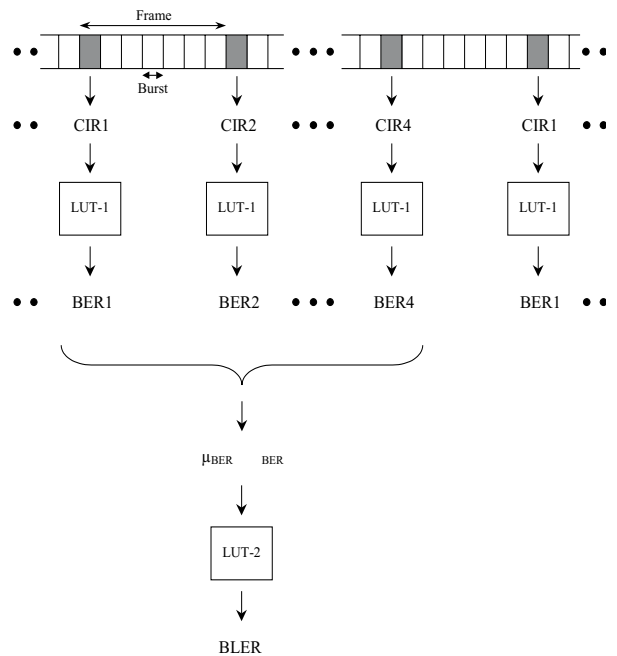 Frame
Burst
CIR1 CIR2 CIR4 CIR1
LUT-1 LUT-1 LUT-1 LUT-1
BER1 BER2 BER4 BER1
μBER BER
LUT-2
BLER